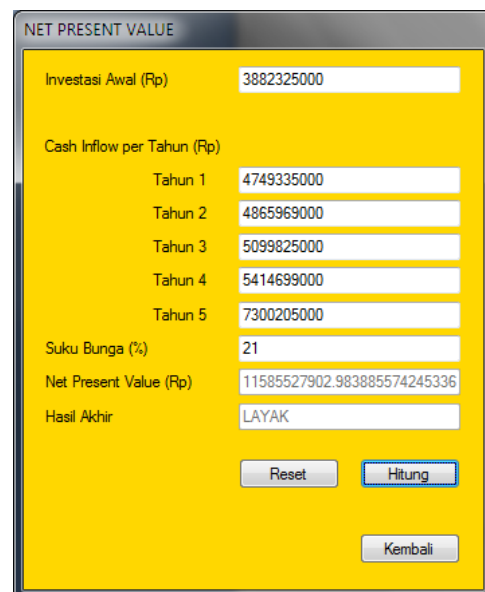 NET PRESENT VALUE
Investasi Awal (Rp) 3882325000
Cash Inflow per Tahun (Rp)
Tahun 1 4749335000
Tahun 2 4865969000
Tahun 3 5099825000
Tahun 4 5414699000
Tahun 5 7300205000
Suku Bunga (%) 21
Net Present Value (Rp) 11585527902.983885574245336
Hasil Akhir LAYAK
Reset Hitung
Kembali